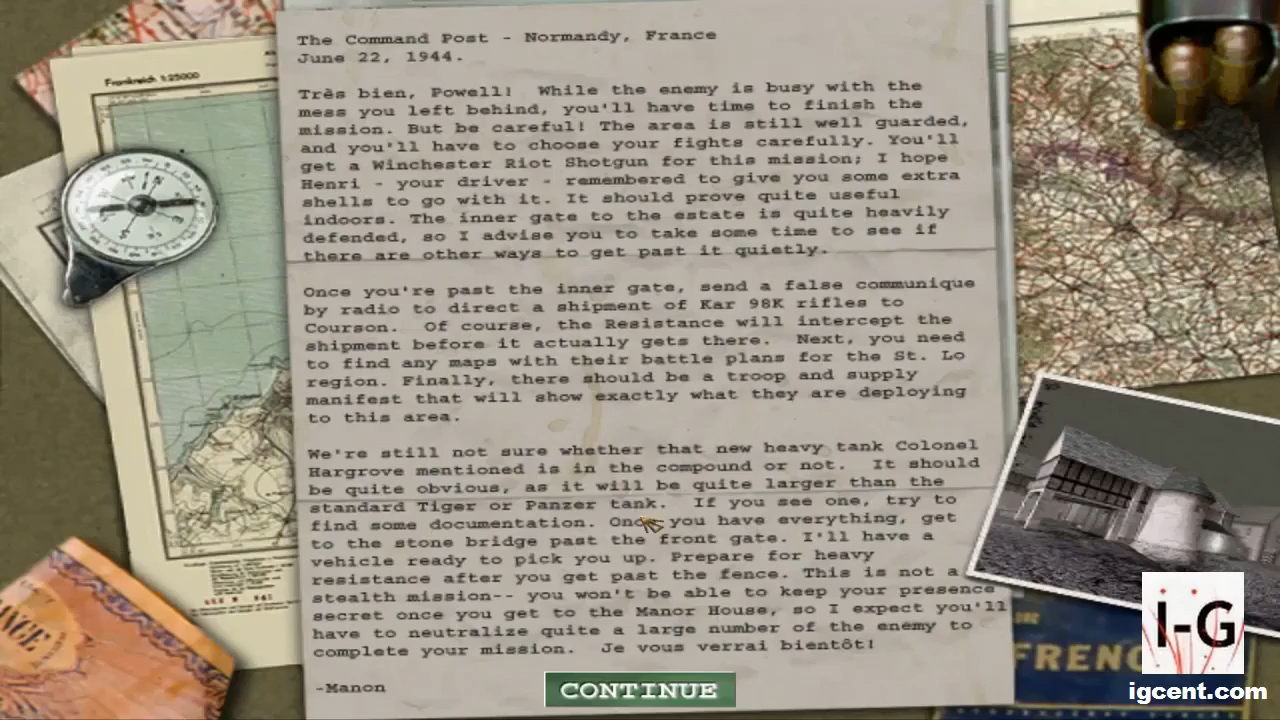 The Command Post - Normandy, France
June 22, 1944.
Très bien, Powell!  While the enemy is busy with the
mess you left behind, you'll have time to finish the
mission. But be careful! The area is still well guarded,
and you'll have to choose your fights carefully. You'll
get a Winchester Riot Shotgun for this mission; I hope
Henri - your driver - remembered to give you some extra
shells to go with it. It should prove quite useful
indoors. The inner gate to the estate is quite heavily
defended, so I advise you to take some time to see if
there are other ways to get past it quietly.
Once you're past the inner gate, send a false communique
by radio to direct a shipment of Kar 98K rifles to
Courson.  Of course, the Resistance will intercept the
shipment before it actually gets there.  Next, you need
to find any maps with their battle plans for the St. Lo
region. Finally, there should be a troop and supply
manifest that will show exactly what they are deploying
to this area.
We're still not sure whether that new heavy tank Colonel
Hargrove mentioned is in the compound or not.  It should
be quite obvious, as it will be quite larger than the
standard Tiger or Panzer tank.  If you see one, try to
find some documentation. Once you have everything, get
to the stone bridge past the front gate. I'll have a
vehicle ready to pick you up. Prepare for heavy
resistance after you get past the fence. This is not a
stealth mission-- you won't be able to keep your presence
secret once you get to the Manor House, so I expect you'll
have to neutralize quite a large number of the enemy to
complete your mission.  Je vous verrai bientôt!
-Manon
CONTINUE
Frankreich 1:25000
FRENC
I-G
igcent.com